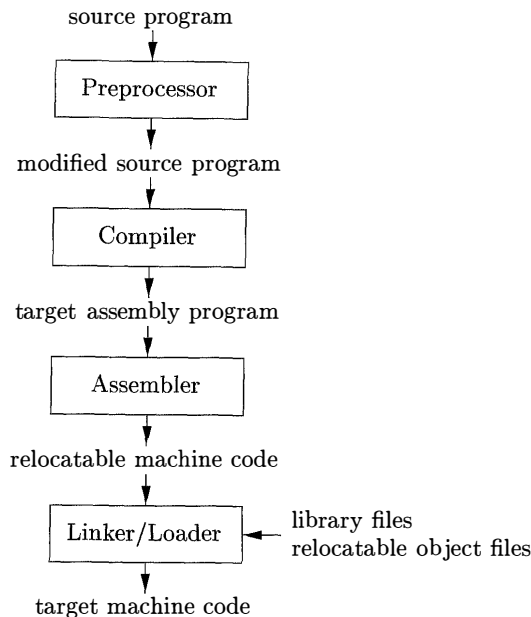 source program
Preprocessor
modified source program
Compiler
target assembly program
Assembler
relocatable machine code
Linker/Loader
library files
relocatable object files
target machine code